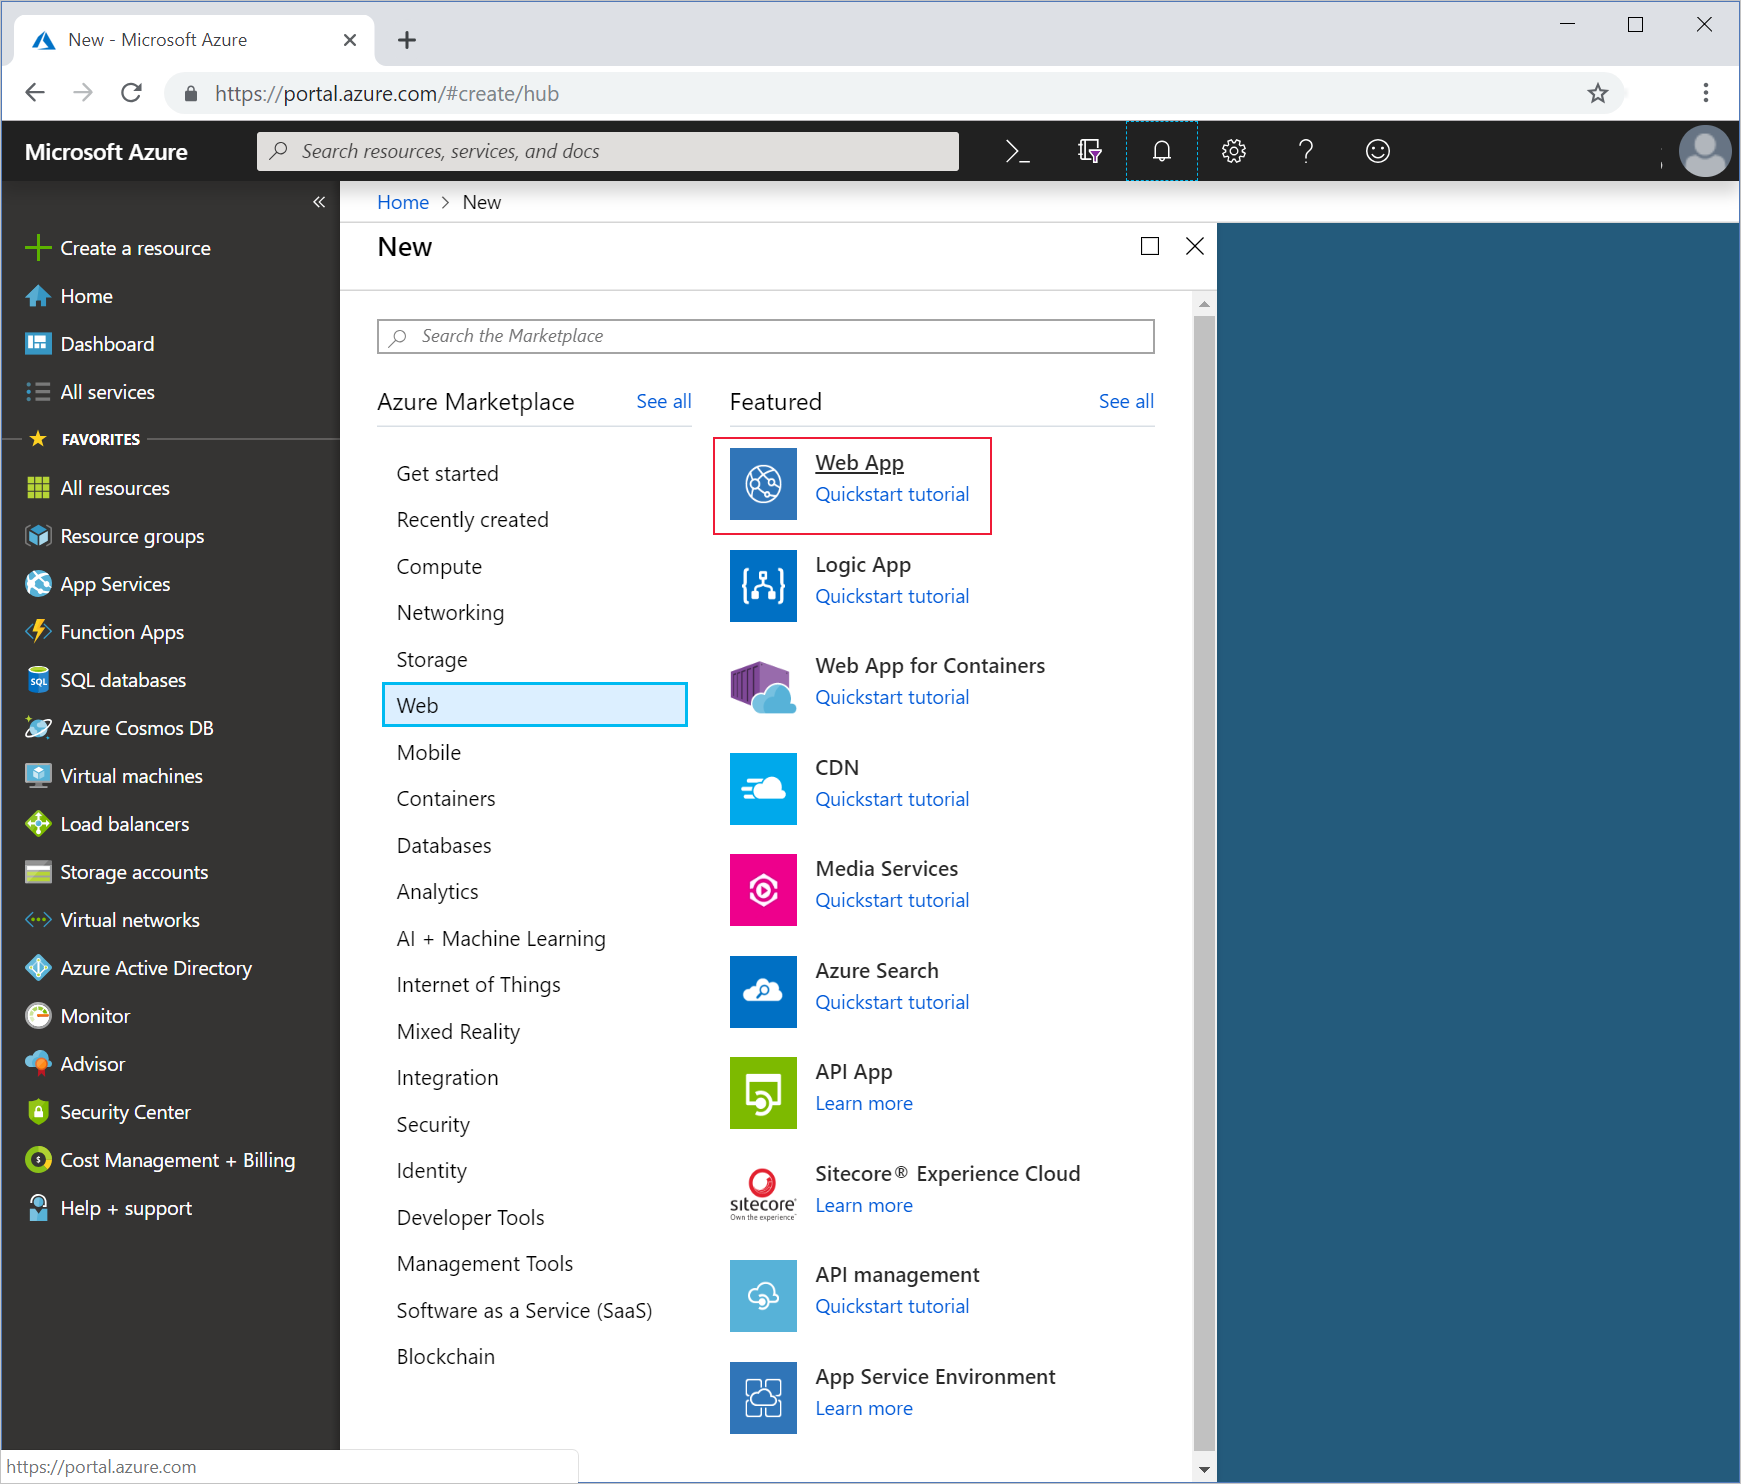 New - Microsoft Azure
https://portal.azure.com/#create/hub
Microsoft Azure
Search resources, services, and docs
Home > New
New
Create a resource
Home
Dashboard
All services
FAVORITES
All resources
Resource groups
App Services
Function Apps
SQL databases
Azure Cosmos DB
Virtual machines
Load balancers
Storage accounts
Virtual networks
Azure Active Directory
Monitor
Advisor
Security Center
Cost Management + Billing
Help + support
Search the Marketplace
Azure Marketplace See all
Get started
Recently created
Compute
Networking
Storage
Web
Mobile
Containers
Databases
Analytics
AI + Machine Learning
Internet of Things
Mixed Reality
Integration
Security
Identity
Developer Tools
Management Tools
Software as a Service (SaaS)
Blockchain
Featured See all
Web App
Quickstart tutorial
Logic App
Quickstart tutorial
Web App for Containers
Quickstart tutorial
CDN
Quickstart tutorial
Media Services
Quickstart tutorial
Azure Search
Quickstart tutorial
API App
Learn more
sitecore
Own the experience
Sitecore® Experience Cloud
Learn more
API management
Quickstart tutorial
App Service Environment
Learn more
https://portal.azure.com